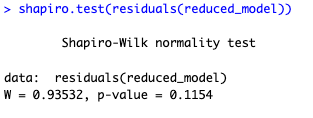 > shapiro.test(residuals(reduced_model))
Shapiro-Wilk normality test
data:  residuals(reduced_model)
W = 0.93532, p-value = 0.1154